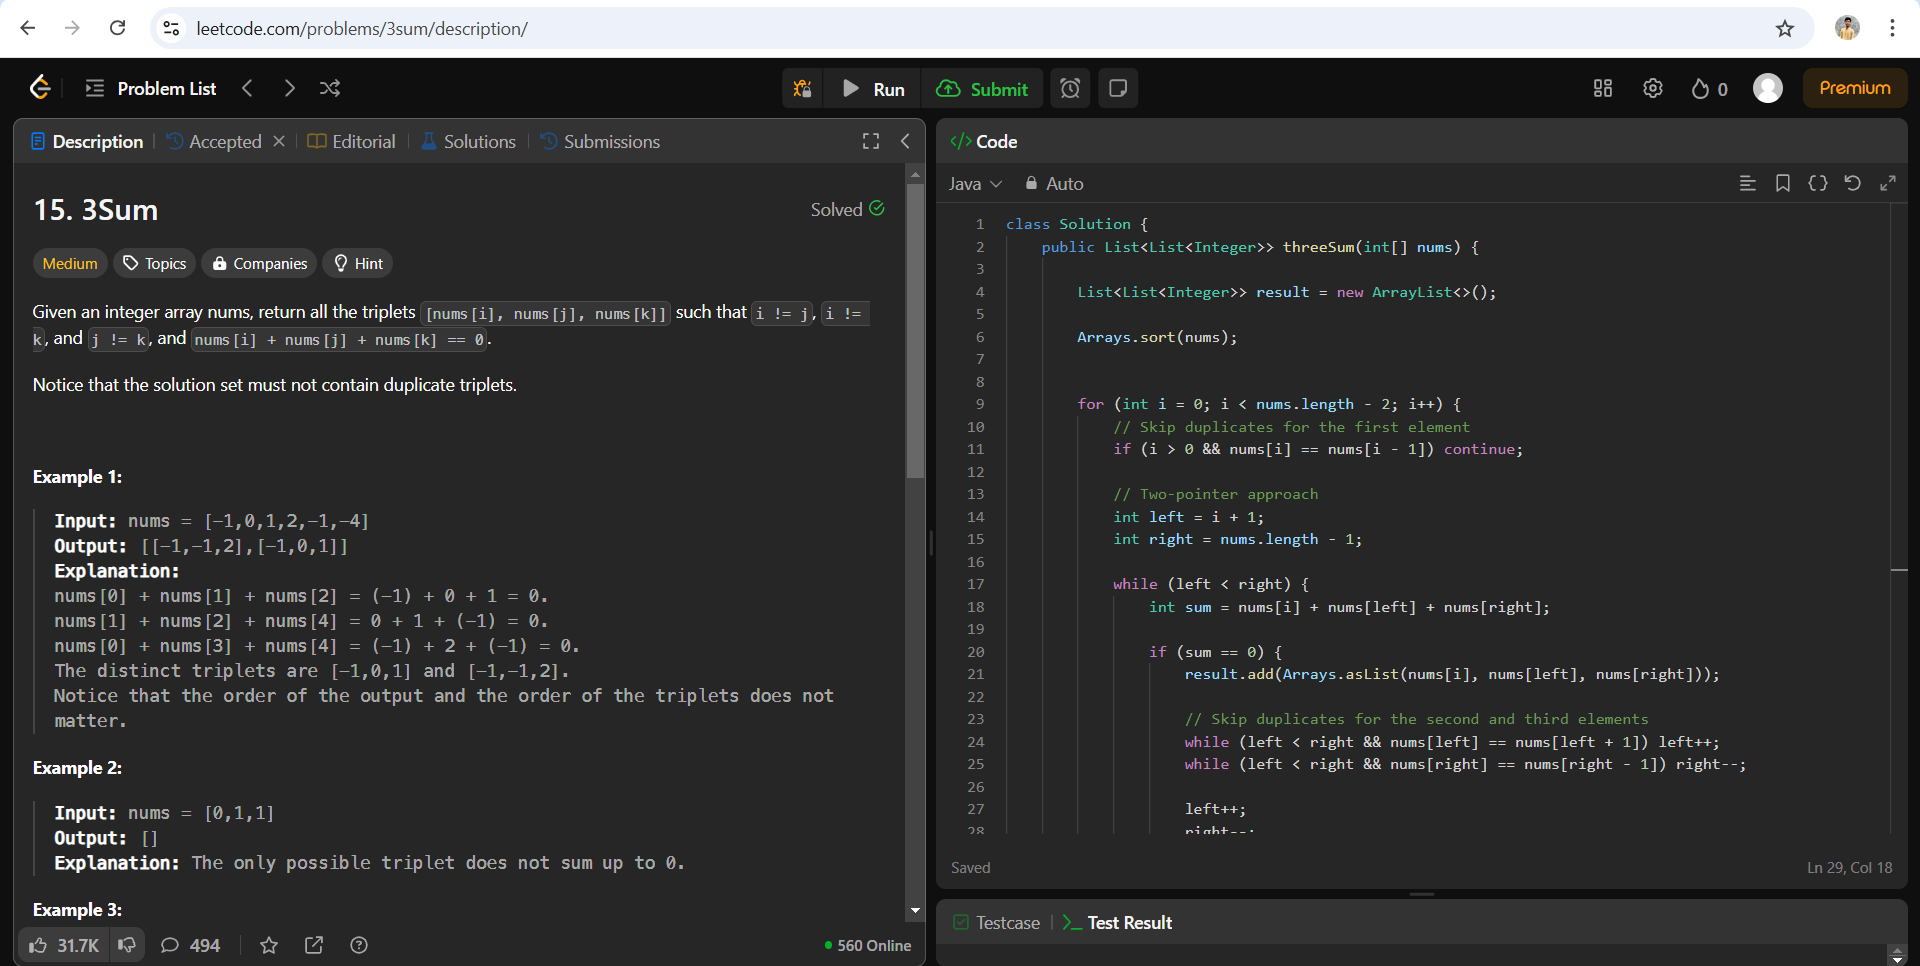 leetcode.com/problems/3sum/description/
Problem List
Run
Submit
0
Premium
Description
Accepted
Editorial
Solutions
Submissions
15. 3Sum
Solved
Medium
Topics
Companies
Hint
Given an integer array nums, return all the triplets [nums[i], nums[j], nums[k]] such that i != j, i !=
k, and j != k, and nums[i] + nums[j] + nums[k] == 0.
Notice that the solution set must not contain duplicate triplets.
Example 1:
Input: nums = [-1,0,1,2,-1,-4]
Output: [[-1,-1,2],[-1,0,1]]
Explanation:
nums[0] + nums[1] + nums[2] = (-1) + 0 + 1 = 0.
nums[1] + nums[2] + nums[4] = 0 + 1 + (-1) = 0.
nums[0] + nums[3] + nums[4] = (-1) + 2 + (-1) = 0.
The distinct triplets are [-1,0,1] and [-1,-1,2].
Notice that the order of the output and the order of the triplets does not
matter.
Example 2:
Input: nums = [0,1,1]
Output: []
Explanation: The only possible triplet does not sum up to 0.
Example 3:
31.7K
494
560 Online
</> Code
Java
Auto
1 class Solution {
2 public List<List<Integer>> threeSum(int[] nums) {
3
4 List<List<Integer>> result = new ArrayList<>();
5
6 Arrays.sort(nums);
7
8
9 for (int i = 0; i < nums.length - 2; i++) {
10 // Skip duplicates for the first element
11 if (i > 0 && nums[i] == nums[i - 1]) continue;
12
13 // Two-pointer approach
14 int left = i + 1;
15 int right = nums.length - 1;
16
17 while (left < right) {
18 int sum = nums[i] + nums[left] + nums[right];
19
20 if (sum == 0) {
21 result.add(Arrays.asList(nums[i], nums[left], nums[right]));
22
23 // Skip duplicates for the second and third elements
24 while (left < right && nums[left] == nums[left + 1]) left++;
25 while (left < right && nums[right] == nums[right - 1]) right--;
26
27 left++;
28 right--;
Saved
Ln 29, Col 18
Testcase
Test Result